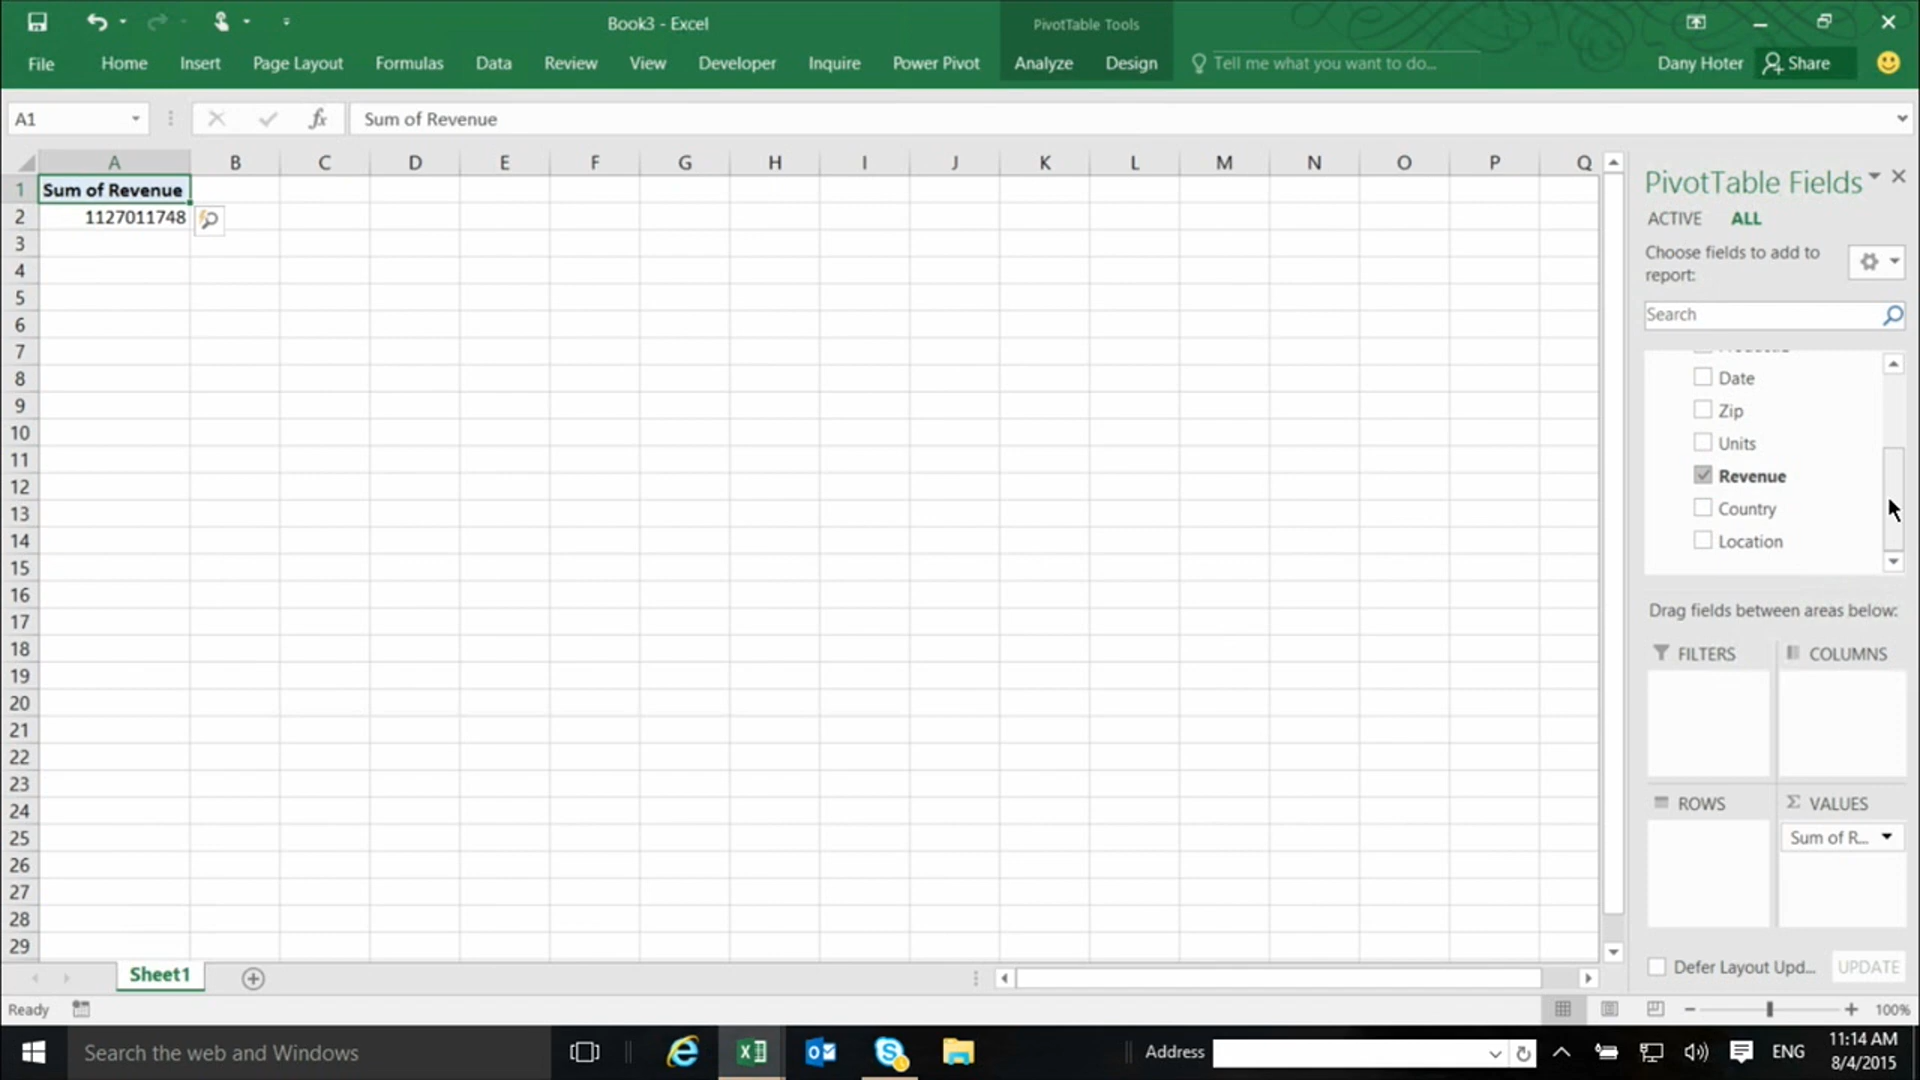 Book3 - Excel
PivotTable Tools
File Home Insert Page Layout Formulas Data Review View Developer Inquire Power Pivot Analyze Design Tell me what you want to do... Dany Hoter Share
A1 fx Sum of Revenue
A B C D E F G H I J K L M N O P Q
1 Sum of Revenue
2 1127011748
3
4
5
6
7
8
9
10
11
12
13
14
15
16
17
18
19
20
21
22
23
24
25
26
27
28
29
PivotTable Fields
ACTIVE ALL
Choose fields to add to
report:
Search
Date
Zip
Units
Revenue
Country
Location
Drag fields between areas below:
FILTERS COLUMNS
ROWS Σ VALUES
Sum of R...
Defer Layout Upd... UPDATE
Sheet1
Ready 100%
Search the web and Windows Address ENG 11:14 AM
8/4/2015